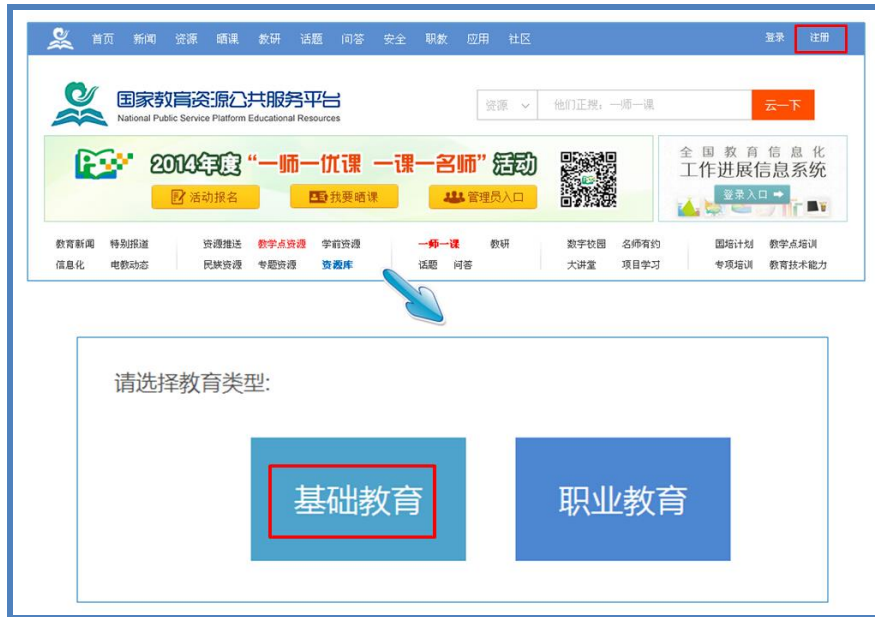 首页 新闻 资源 晒课 教研 话题 问答 安全 职教 应用 社区 登录 注册
国家教育资源公共服务平台
National Public Service Platform Educational Resources
资源 他们正搜：一师一课 云一下
2014年度“一师一优课 一课一名师”活动
活动报名 我要晒课 管理员入口
全国教育信息化
工作进展信息系统
登录入口
教育新闻 特别报道 资源推送 教学点资源 学前资源 一师一课 教研 数字校园 名师有约 国培计划 教学点培训
信息化 电教动态 民族资源 专题资源 资源库 话题 问答 大讲堂 项目学习 专项培训 教育技术能力
请选择教育类型:
基础教育 职业教育